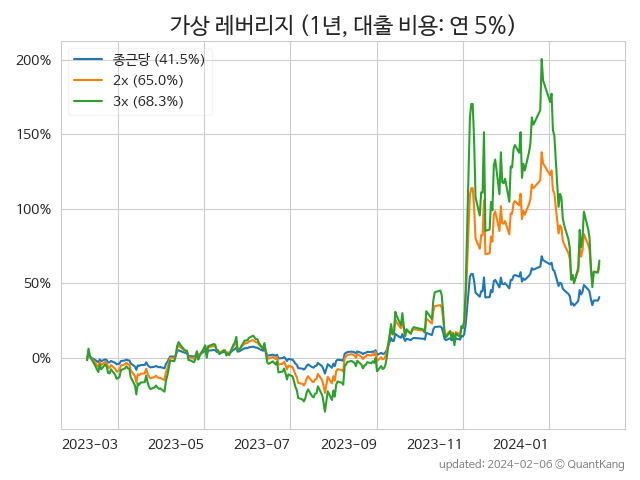 가상 레버리지 (1년, 대출 비용: 연 5%)
종근당 (41.5%)
2x (65.0%)
3x (68.3%)
200%
150%
100%
50%
0%
2023-03
2023-05
2023-07
2023-09
2023-11
2024-01
updated: 2024-02-06 © QuantKang